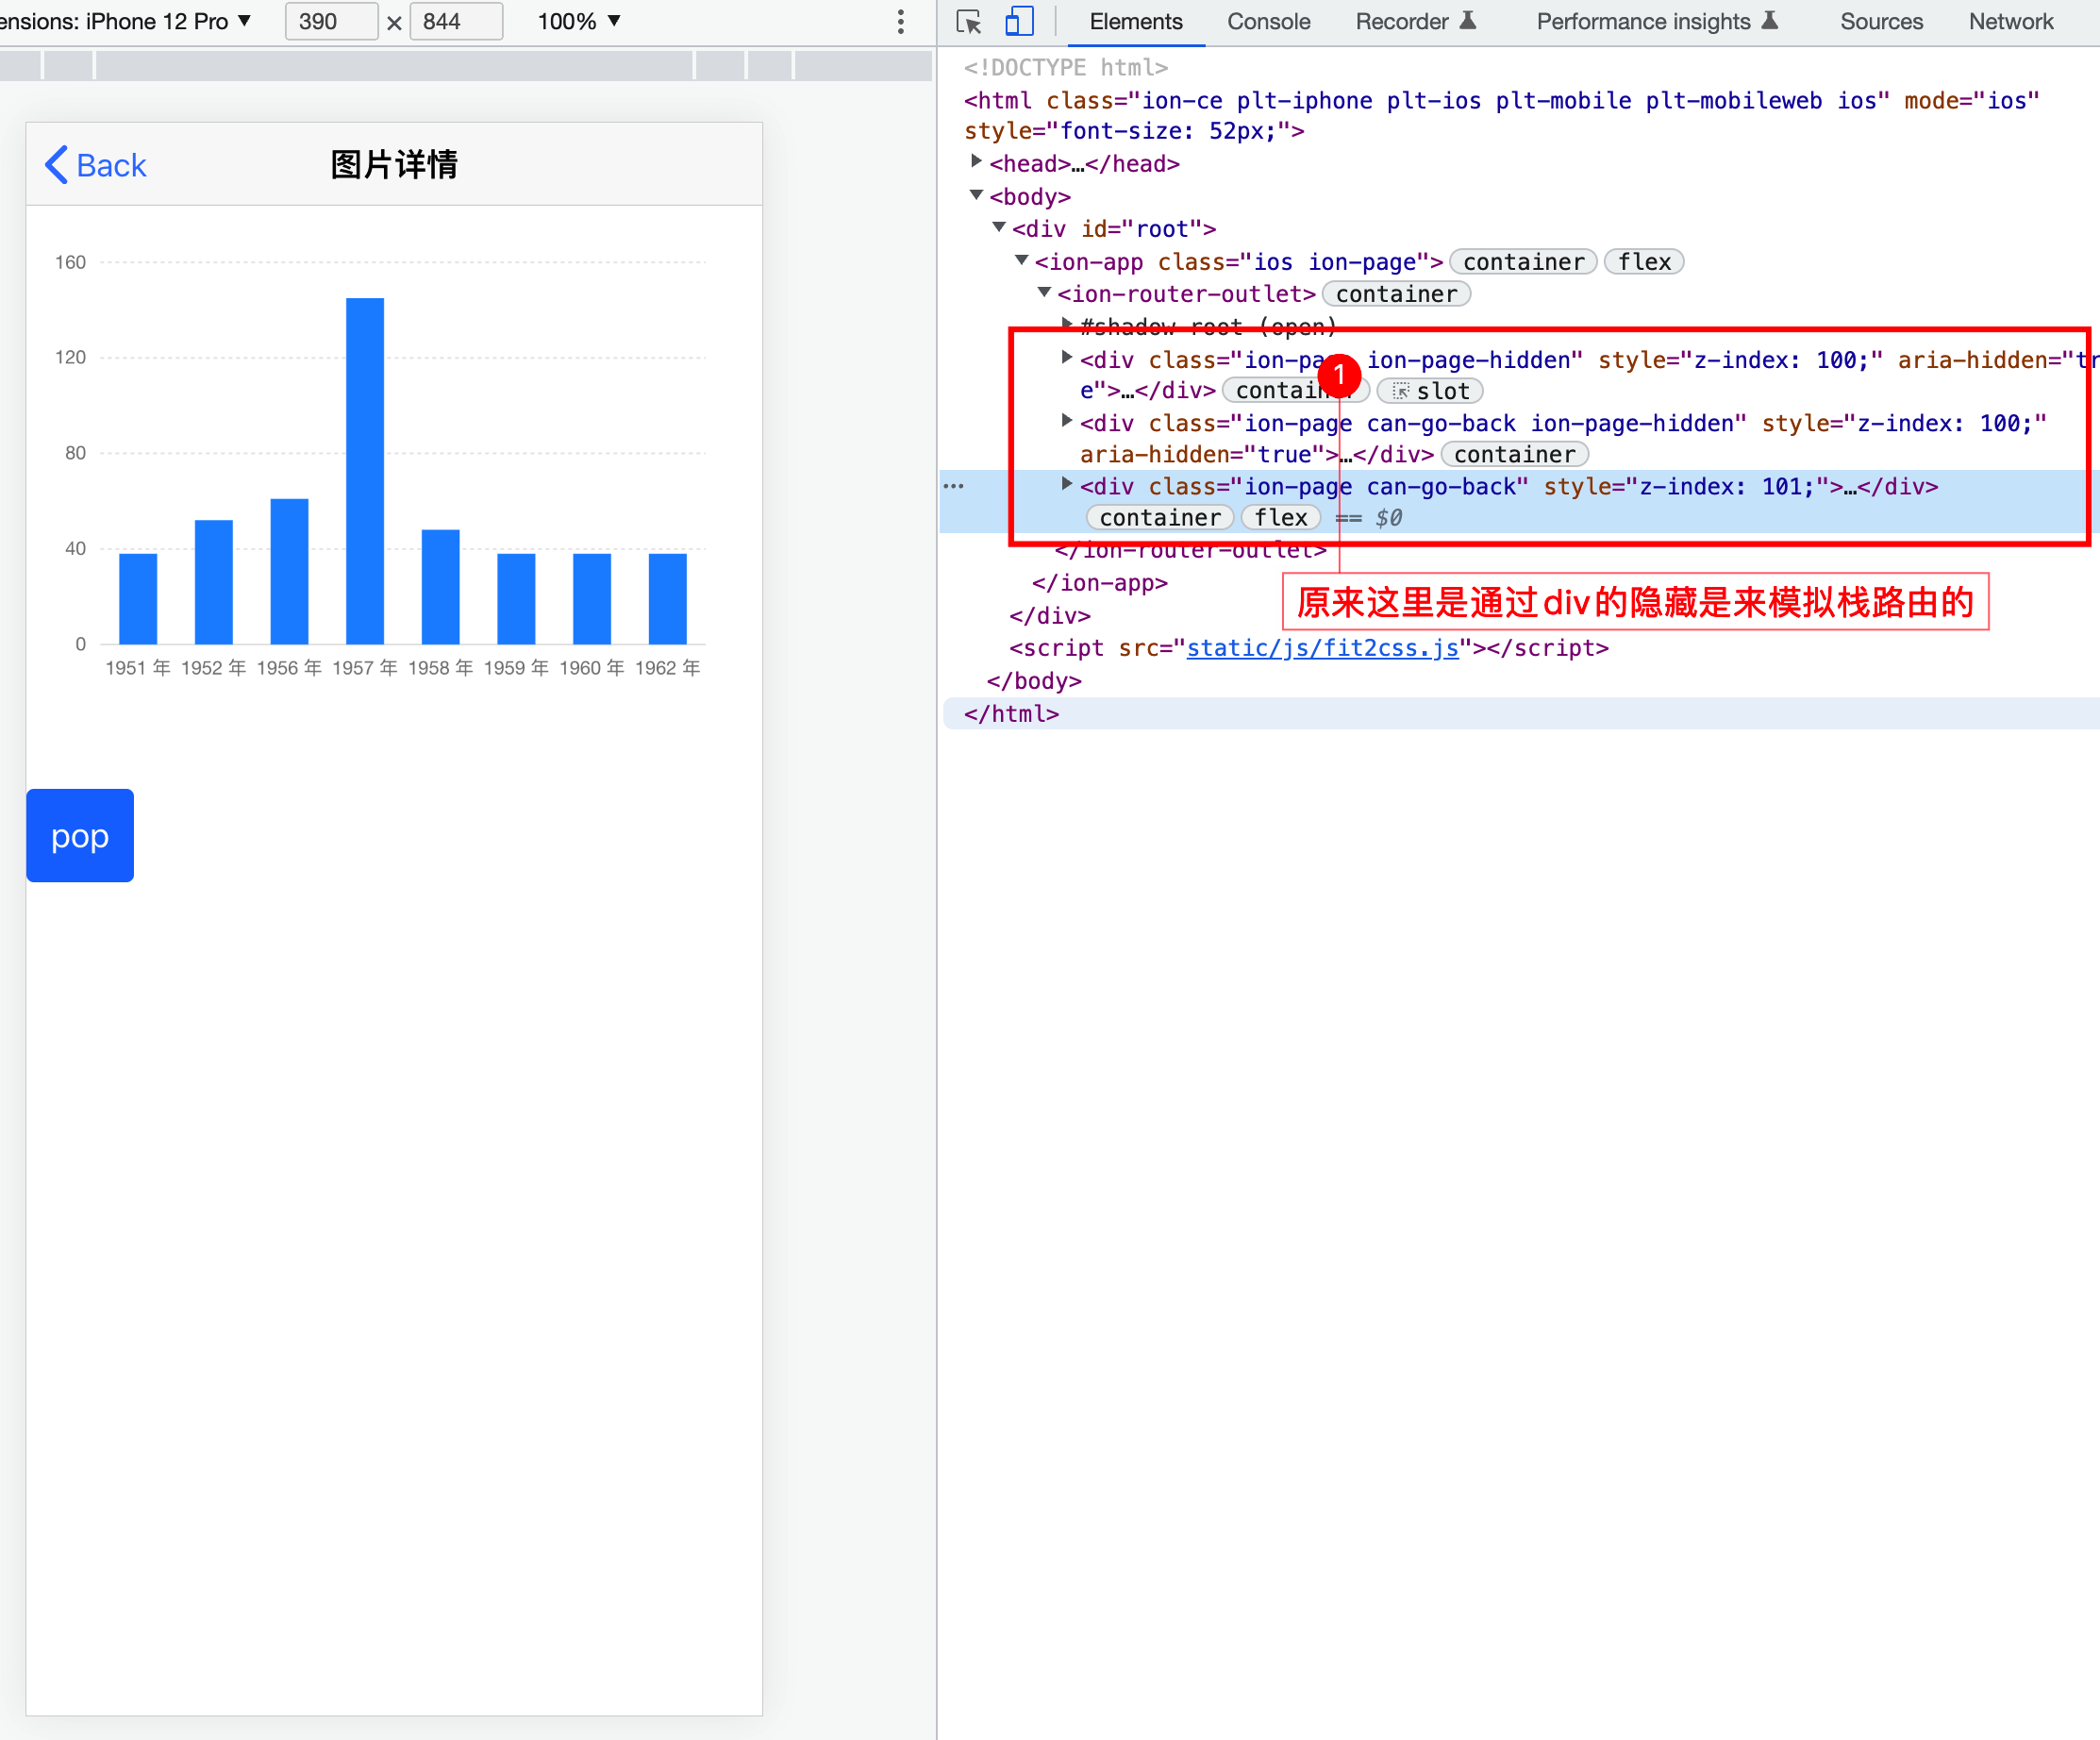 ensions: iPhone 12 Pro ▼ 390 × 844 100% ▼
Back 图片详情
160
120
80
40
0
1951 年 1952 年 1956 年 1957 年 1958 年 1959 年 1960 年 1962 年
pop
Elements Console Recorder Performance insights Sources Network
<!DOCTYPE html>
<html class="ion-ce plt-iphone plt-ios plt-mobile plt-mobileweb ios" mode="ios"
style="font-size: 52px;">
<head>…</head>
<body>
<div id="root">
<ion-app class="ios ion-page"> container flex
<ion-router-outlet> container
#shadow-root (open)
<div class="ion-page ion-page-hidden" style="z-index: 100;" aria-hidden="tr
e">…</div> container slot
<div class="ion-page can-go-back ion-page-hidden" style="z-index: 100;"
aria-hidden="true">…</div> container
<div class="ion-page can-go-back" style="z-index: 101;">…</div>
container flex == $0
</ion-router-outlet>
</ion-app>
</div>
<script src="static/js/fit2css.js"></script>
</body>
</html>
1
原来这里是通过div的隐藏是来模拟栈路由的